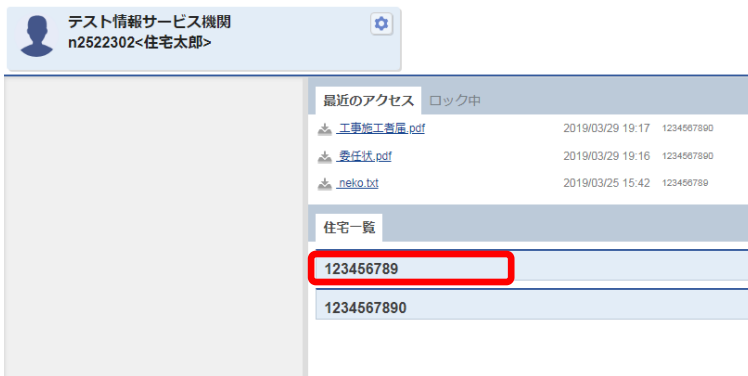 テスト情報サービス機関
n2522302<住宅太郎>
最近のアクセス ロック中
工事施工者届.pdf 2019/03/29 19:17 1234567890
委任状.pdf 2019/03/29 19:16 1234567890
neko.txt 2019/03/25 15:42 123456789
住宅一覧
123456789
1234567890